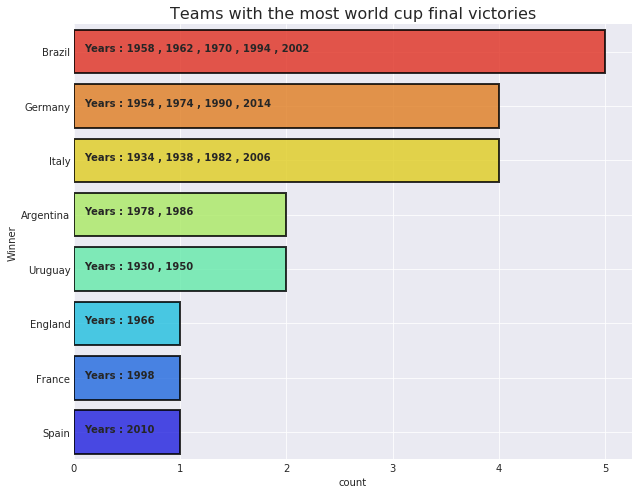 Teams with the most world cup final victories
Brazil
Years : 1958 , 1962 , 1970 , 1994 , 2002
Germany
Years : 1954 , 1974 , 1990 , 2014
Italy
Years : 1934 , 1938 , 1982 , 2006
Argentina
Years : 1978 , 1986
Uruguay
Years : 1930 , 1950
England
Years : 1966
France
Years : 1998
Spain
Years : 2010
Winner
0 1 2 3 4 5
count